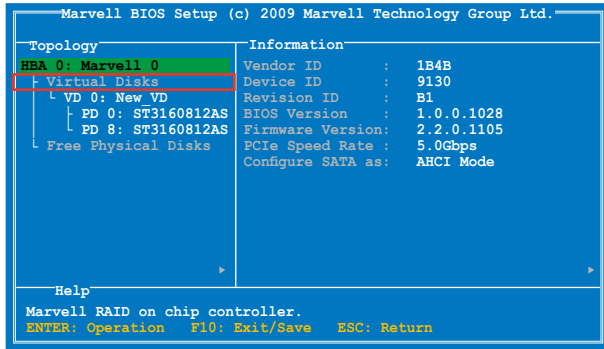 Marvell BIOS Setup (c) 2009 Marvell Technology Group Ltd.
Topology
HBA 0: Marvell 0
Virtual Disks
VD 0: New_VD
PD 0: ST3160812AS
PD 8: ST3160812AS
Free Physical Disks
Information
Vendor ID : 1B4B
Device ID : 9130
Revision ID : B1
BIOS Version : 1.0.0.1028
Firmware Version: 2.2.0.1105
PCIe Speed Rate : 5.0Gbps
Configure SATA as: AHCI Mode
Help
Marvell RAID on chip controller.
ENTER: Operation F10: Exit/Save ESC: Return